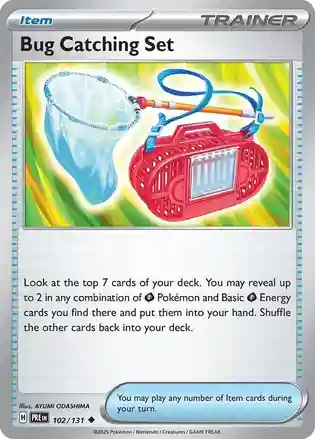 Item
TRAINER
Bug Catching Set
Look at the top 7 cards of your deck. You may reveal up
to 2 in any combination of Pokémon and Basic Energy
cards you find there and put them into your hand. Shuffle
the other cards back into your deck.
Illus. AYUMI ODASHIMA
H PRE EN 102/131
You may play any number of Item cards
during your turn.
©2025 Pokémon / Nintendo / Creatures / GAME FREAK.